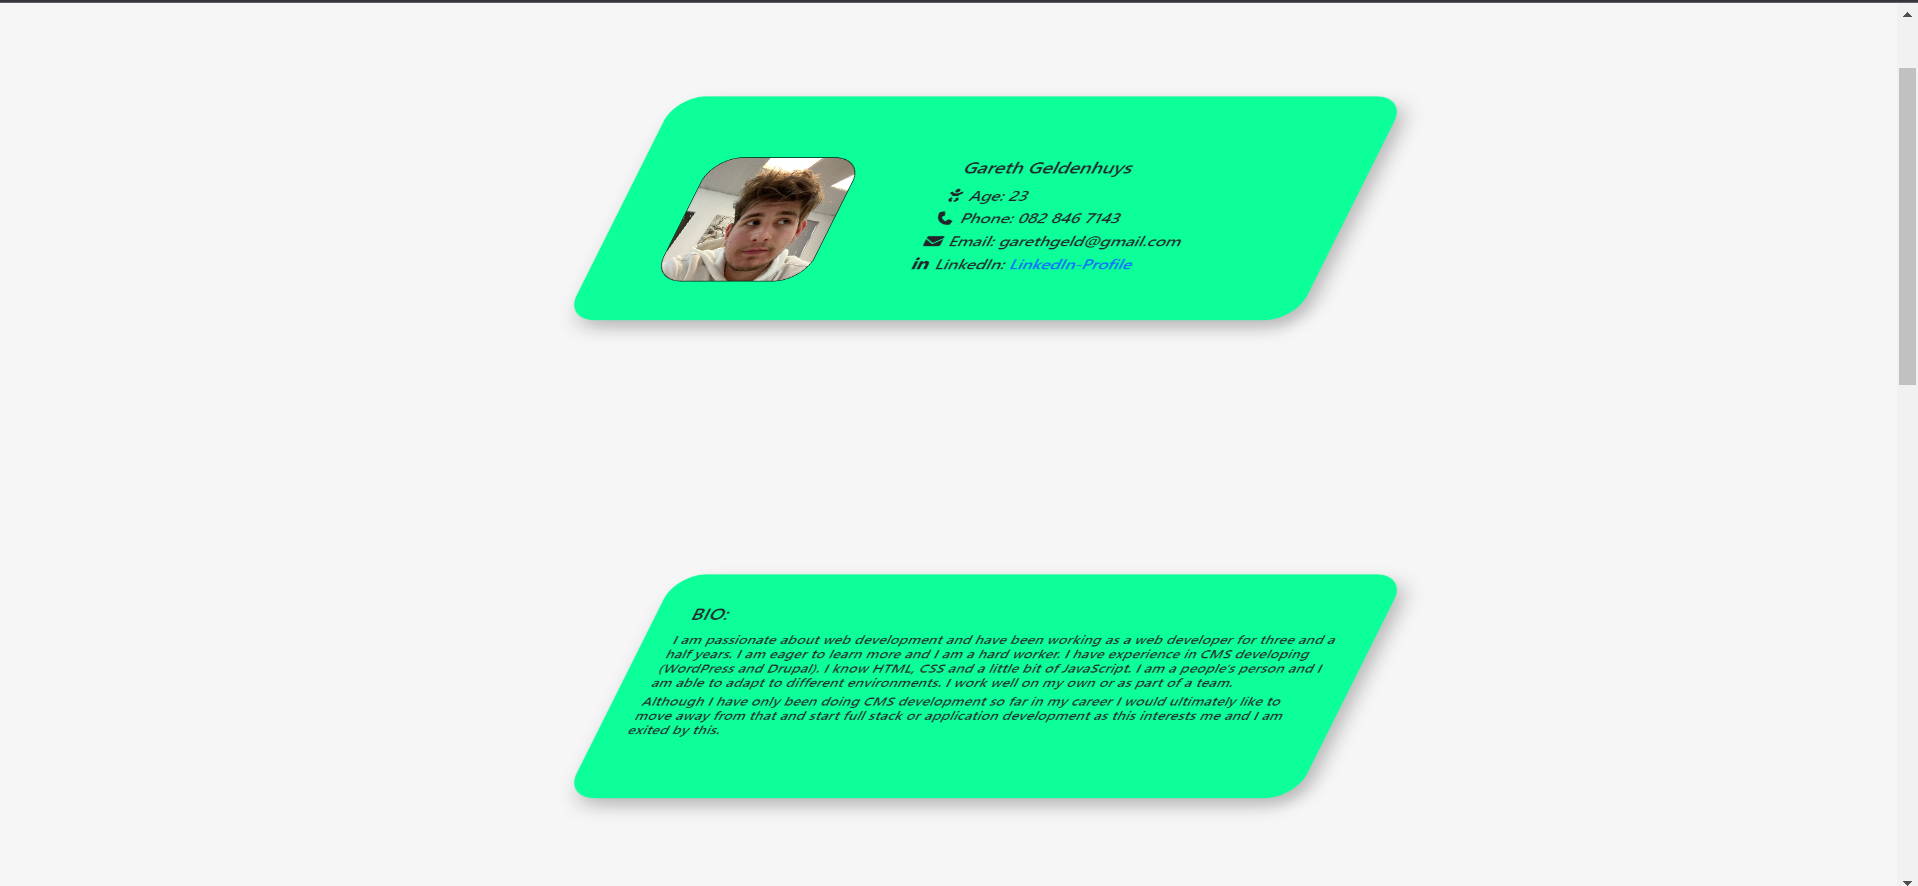 Gareth Geldenhuys
Age: 23
Phone: 082 846 7143
Email: garethgeld@gmail.com
LinkedIn: LinkedIn-Profile
BIO:
I am passionate about web development and have been working as a web developer for three and a
half years. I am eager to learn more and I am a hard worker. I have experience in CMS developing
(WordPress and Drupal). I know HTML, CSS and a little bit of JavaScript. I am a people's person and I
am able to adapt to different environments. I work well on my own or as part of a team.
Although I have only been doing CMS development so far in my career I would ultimately like to
move away from that and start full stack or application development as this interests me and I am
exited by this.